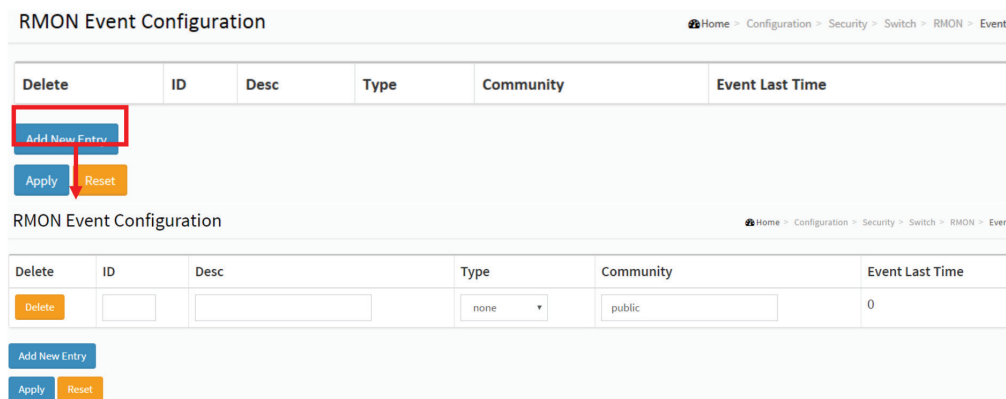 RMON Event Configuration
Home > Configuration > Security > Switch > RMON > Event
Delete ID Desc Type Community Event Last Time
Add New Entry
Apply Reset
RMON Event Configuration
Home > Configuration > Security > Switch > RMON > Even
Delete ID Desc Type Community Event Last Time
Delete none public 0
Add New Entry
Apply Reset